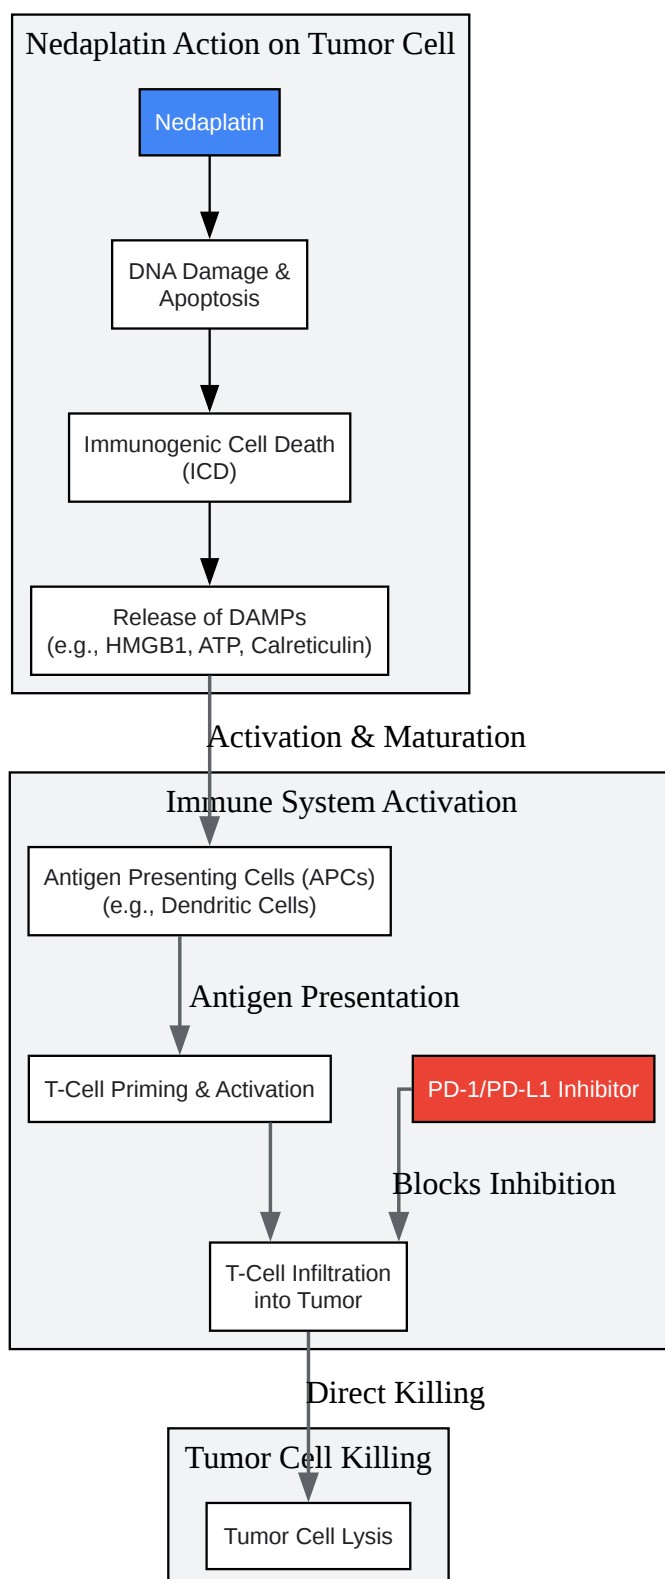 Nedaplatin Action on Tumor Cell
Nedaplatin
DNA Damage &
Apoptosis
Immunogenic Cell Death
(ICD)
Release of DAMPs
(e.g., HMGB1, ATP, Calreticulin)
Activation & Maturation
Immune System Activation
Antigen Presenting Cells (APCs)
(e.g., Dendritic Cells)
Antigen Presentation
T-Cell Priming & Activation
PD-1/PD-L1 Inhibitor
Blocks Inhibition
T-Cell Infiltration
into Tumor
Direct Killing
Tumor Cell Killing
Tumor Cell Lysis